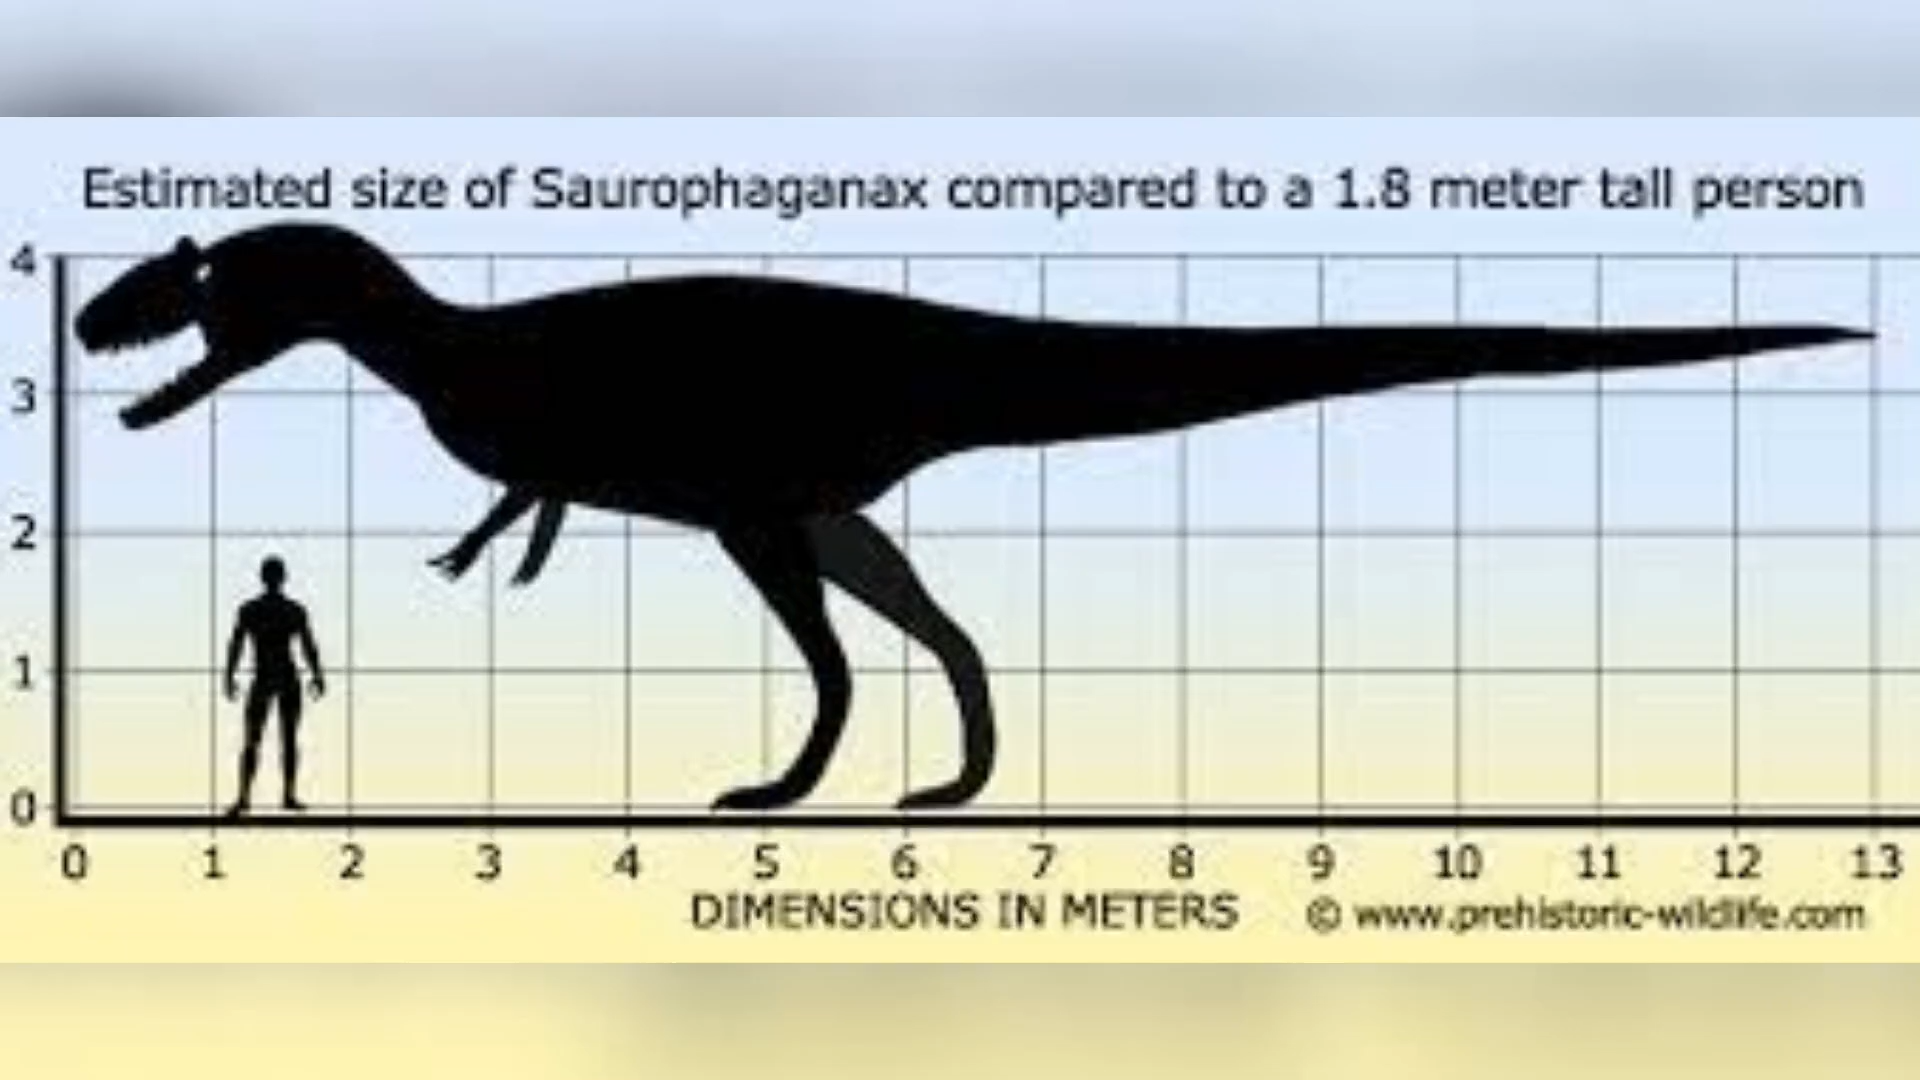 Estimated size of Saurophaganax compared to a 1.8 meter tall person
4
3
2
1
0
0 1 2 3 4 5 6 7 8 9 10 11 12 13
DIMENSIONS IN METERS © www.prehistoric-wildlife.com